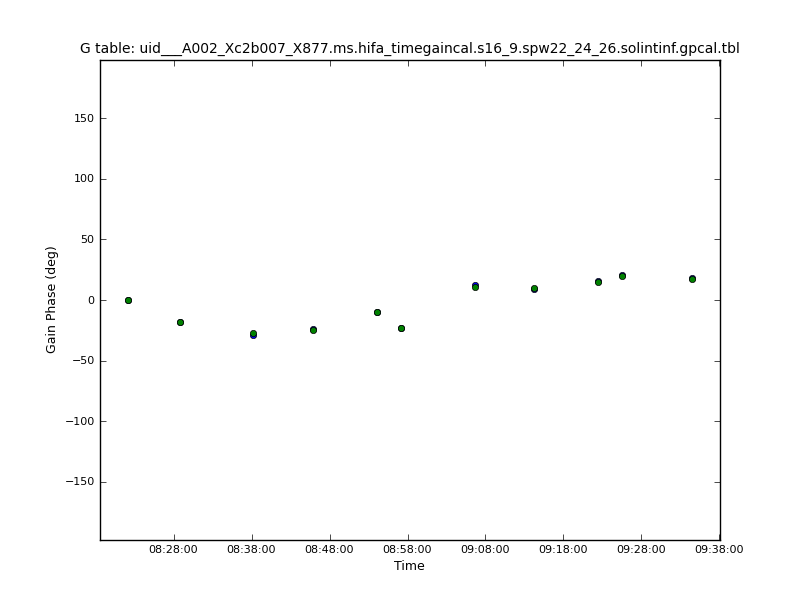 G table: uid___A002_Xc2b007_X877.ms.hifa_timegaincal.s16_9.spw22_24_26.solintinf.gpcal.tbl
150
100
50
0
−50
−100
−150
Gain Phase (deg)
08:28:00 08:38:00 08:48:00 08:58:00 09:08:00 09:18:00 09:28:00 09:38:00
Time